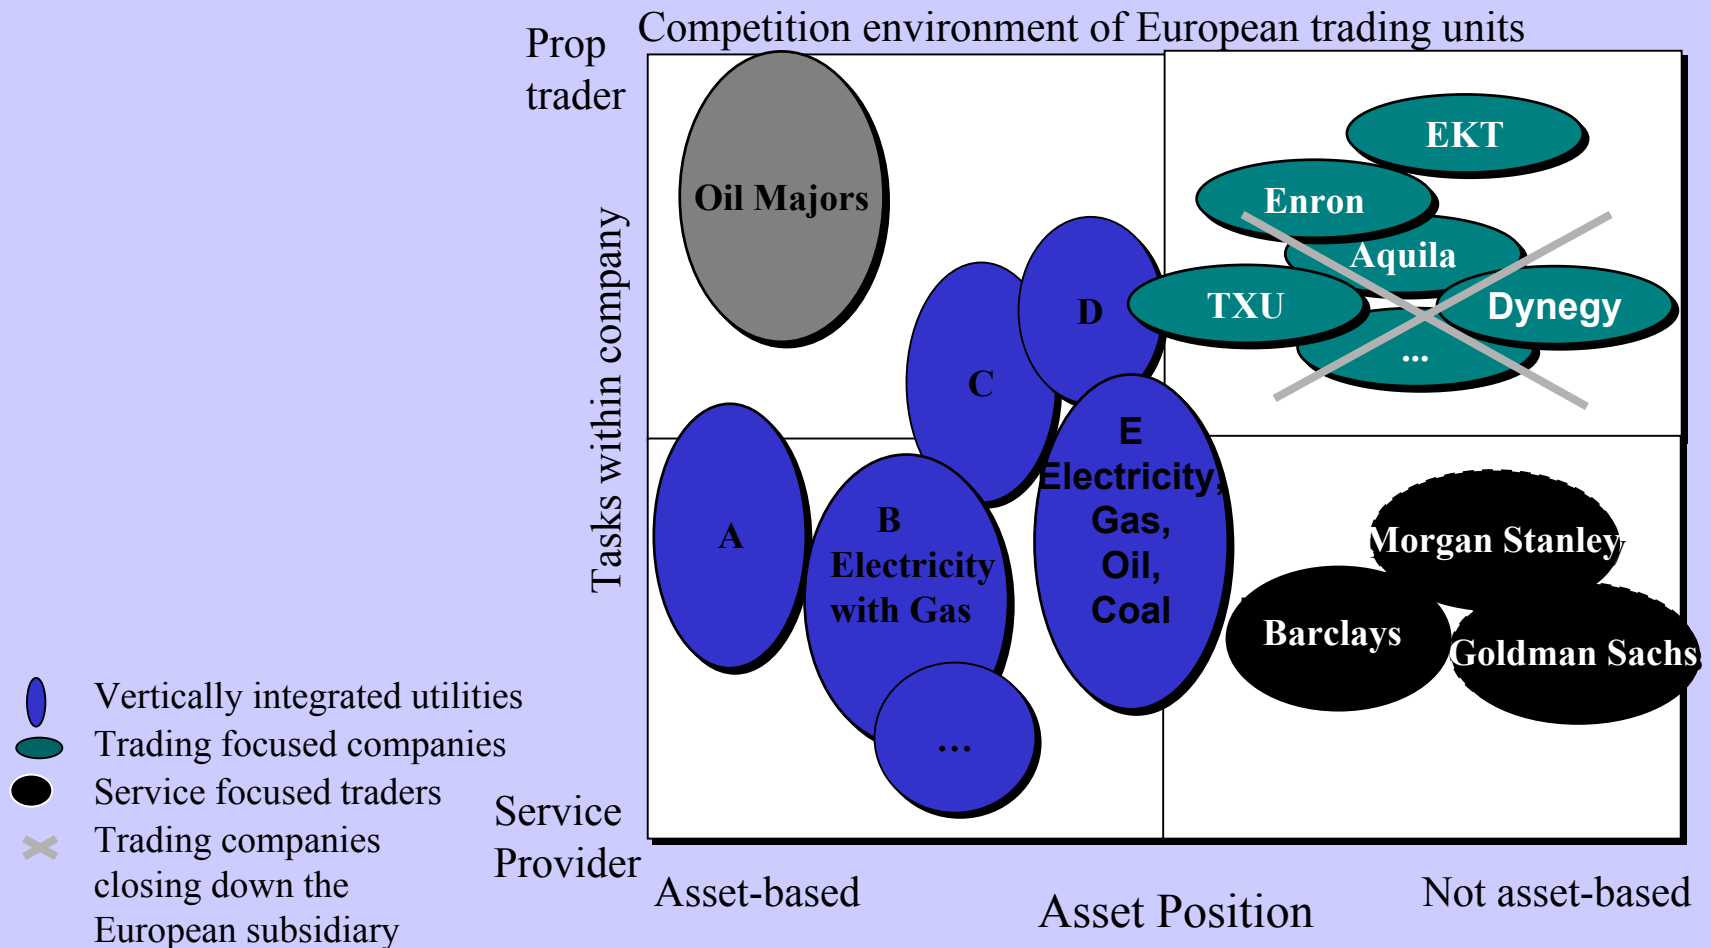 Competition environment of European trading units
Prop
trader
Tasks within company
Oil Majors
EKT
Enron
Aquila
TXU
Dynegy
...
D
C
A
B
Electricity
with Gas
E
Electricity,
Gas,
Oil,
Coal
...
Morgan Stanley
Barclays
Goldman Sachs
Vertically integrated utilities
Trading focused companies
Service focused traders
Trading companies
closing down the
European subsidiary
Service
Provider
Asset-based
Asset Position
Not asset-based